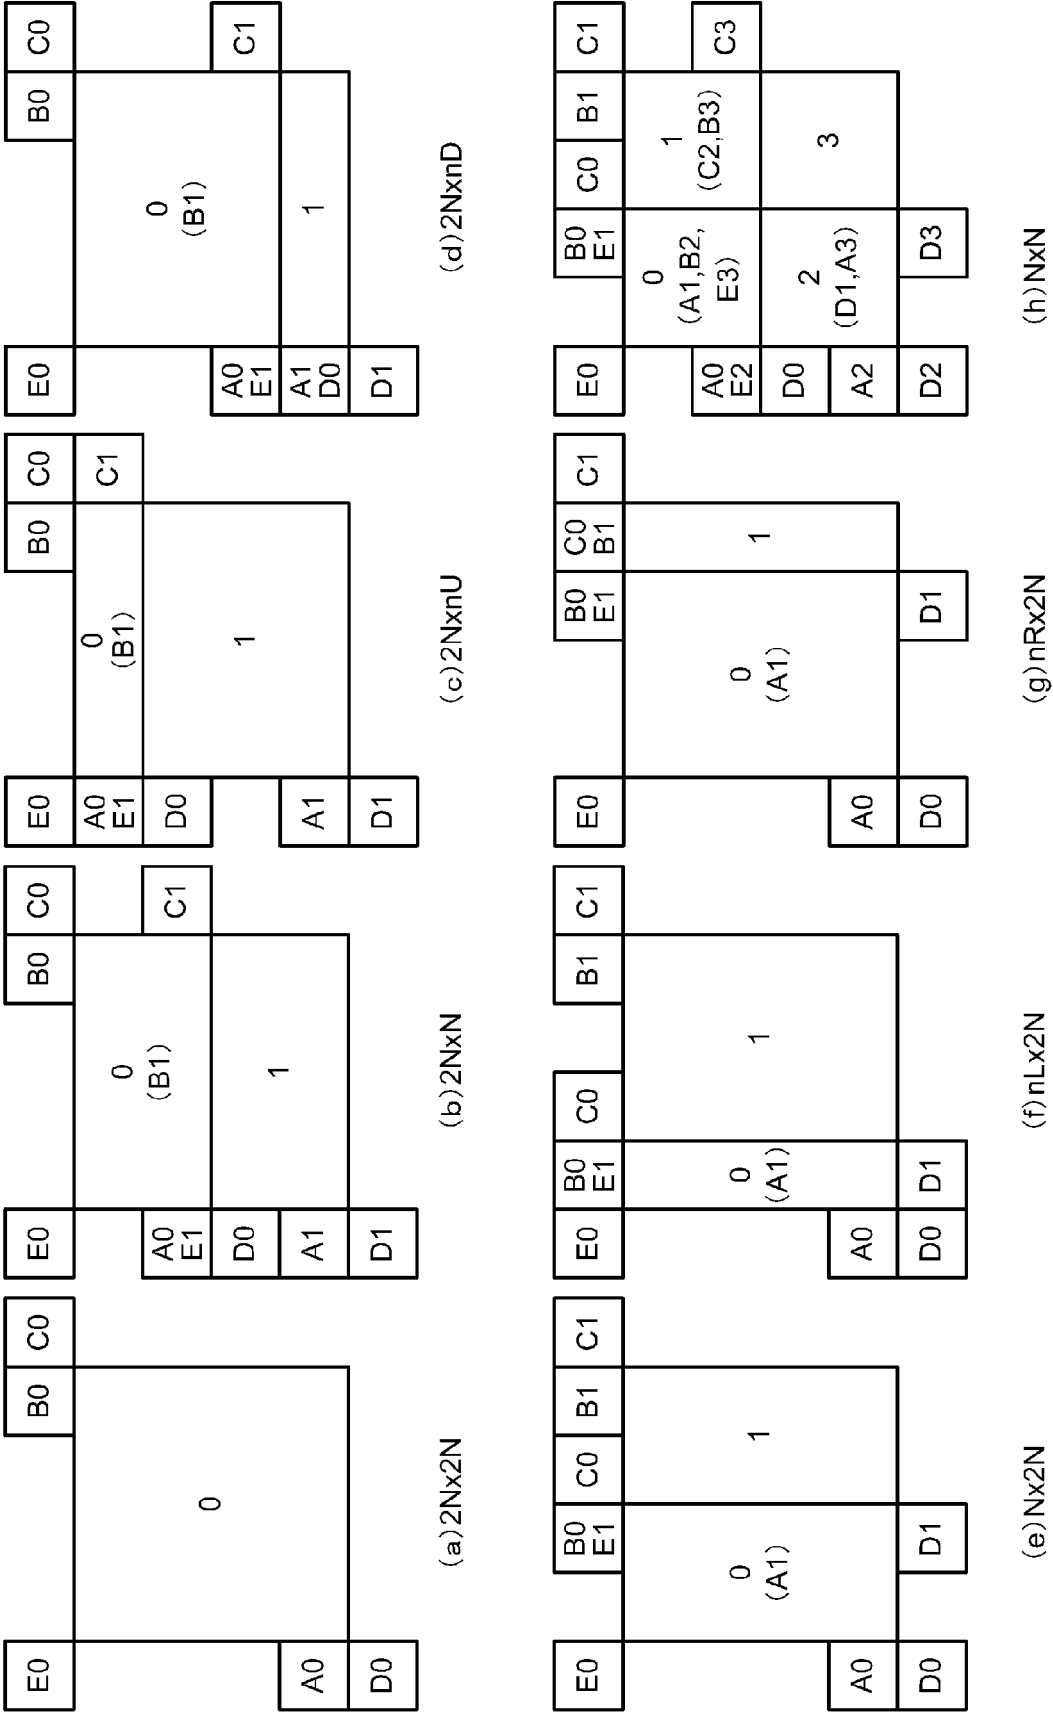 E0
B0
C0
0
A0
D0
(a)2Nx2N
E0
B0
C0
0
(B1)
C1
A0
E1
D0
1
A1
D1
(b)2NxN
E0
B0
C0
A0
E1
0
(B1)
C1
D0
1
A1
D1
(c)2NxnU
E0
B0
C0
0
(B1)
A0
E1
C1
A1
D0
1
D1
(d)2NxnD
E0
B0
E1
C0
B1
C1
0
(A1)
1
A0
D0
D1
(e)Nx2N
E0
B0
E1
C0
B1
C1
0
(A1)
1
A0
D0
D1
(f)nLx2N
E0
B0
E1
C0
B1
C1
0
(A1)
1
A0
D0
D1
(g)nRx2N
E0
B0
E1
C0
B1
C1
0
(A1,B2,
E3)
1
(C2,B3)
A0
E2
C3
D0
2
(D1,A3)
3
A2
D2
D3
(h)NxN